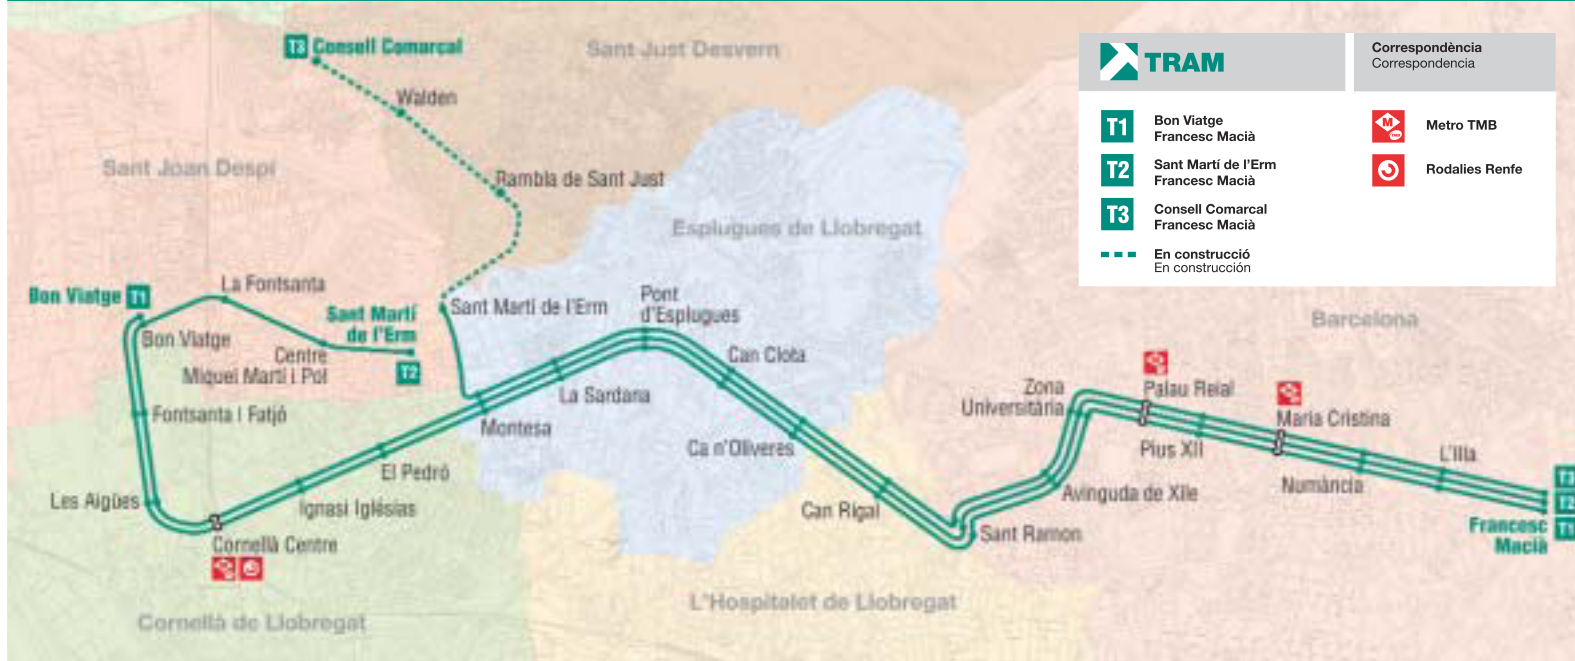 T3 Consell Comarcal
Sant Just Desvern
Walden
Sant Joan Despí
Rambla de Sant Just
Esplugues de Llobregat
Bon Viatge T1
La Fontsanta
Sant Martí
de l'Erm
T2
Bon Viatge
Centre
Miquel Martí i Pol
Sant Martí de l'Erm
Pont
d'Esplugues
Can Clota
La Sardana
Montesa
Fontsanta i Fatjó
El Pedró
Ca n'Oliveres
Les Aigües
Ignasi Iglésias
Cornellà Centre
Can Rigal
Cornellà de Llobregat
L'Hospitalet de Llobregat
Sant Ramon
Avinguda de Xile
Zona
Universitària
Palau Reial
Pius XII
Maria Cristina
Numància
L'Illa
Barcelona
T3
T2
T1
Francesc
Macià
TRAM
T1
Bon Viatge
Francesc Macià
T2
Sant Martí de l'Erm
Francesc Macià
T3
Consell Comarcal
Francesc Macià
En construcció
En construcción
Correspondència
Correspondencia
M
Metro TMB
Rodalies Renfe